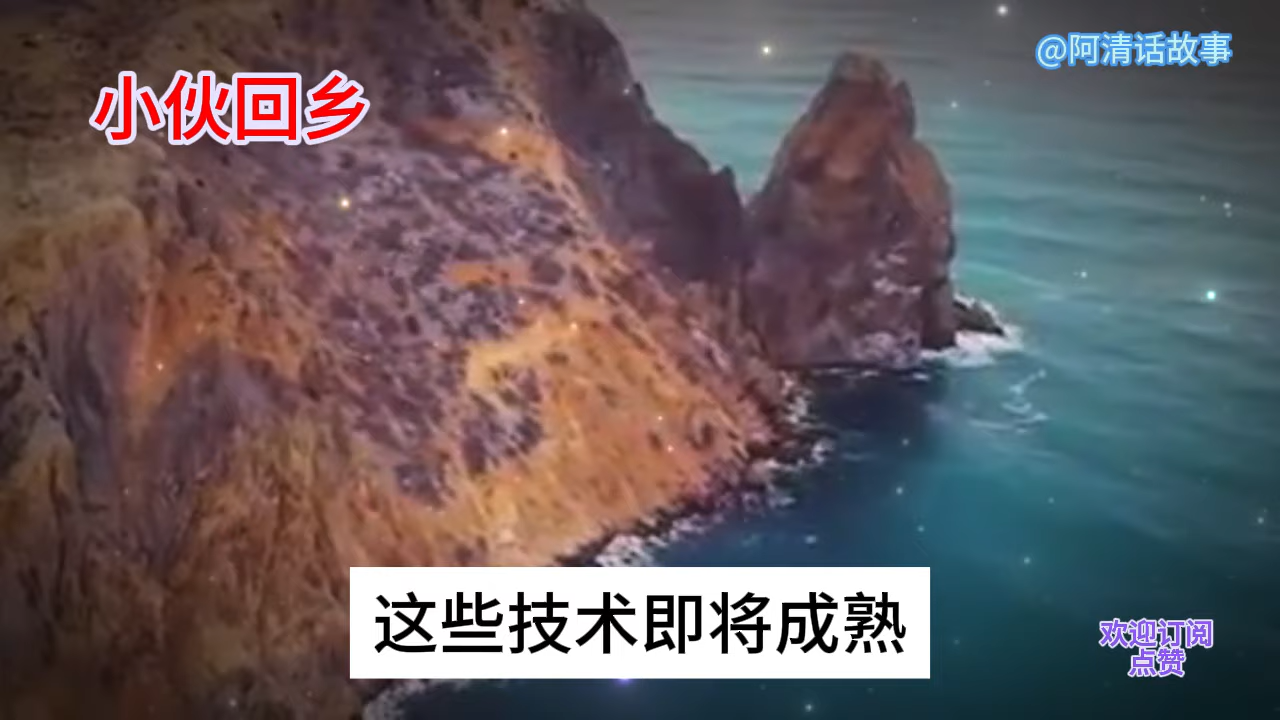 @阿清话故事
小伙回乡
这些技术即将成熟
欢迎订阅
点赞